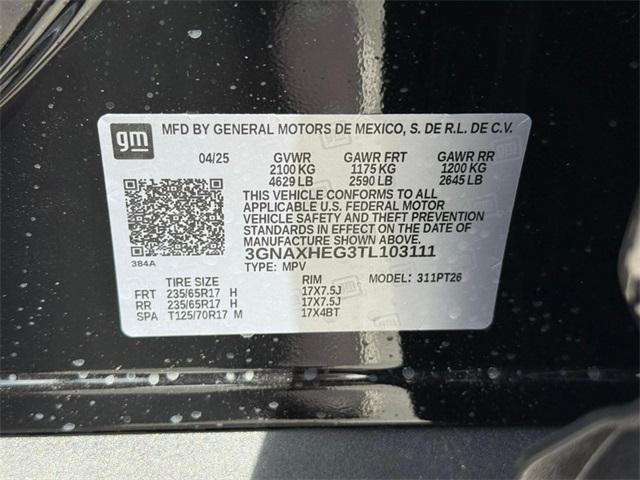 gm MFD BY GENERAL MOTORS DE MEXICO, S. DE R.L. DE C.V.
04/25 GVWR GAWR FRT GAWR RR
2100 KG 1175 KG 1200 KG
4629 LB 2590 LB 2645 LB
THIS VEHICLE CONFORMS TO ALL
APPLICABLE U.S. FEDERAL MOTOR
VEHICLE SAFETY AND THEFT PREVENTION
STANDARDS IN EFFECT ON THE DATE OF
MANUFACTURE SHOWN ABOVE.
3GNAXHEG3TL103111
384A TYPE: MPV MODEL: 311PT26
TIRE SIZE RIM
FRT 235/65R17 H 17X7.5J
RR 235/65R17 H 17X7.5J
SPA T125/70R17 M 17X4BT